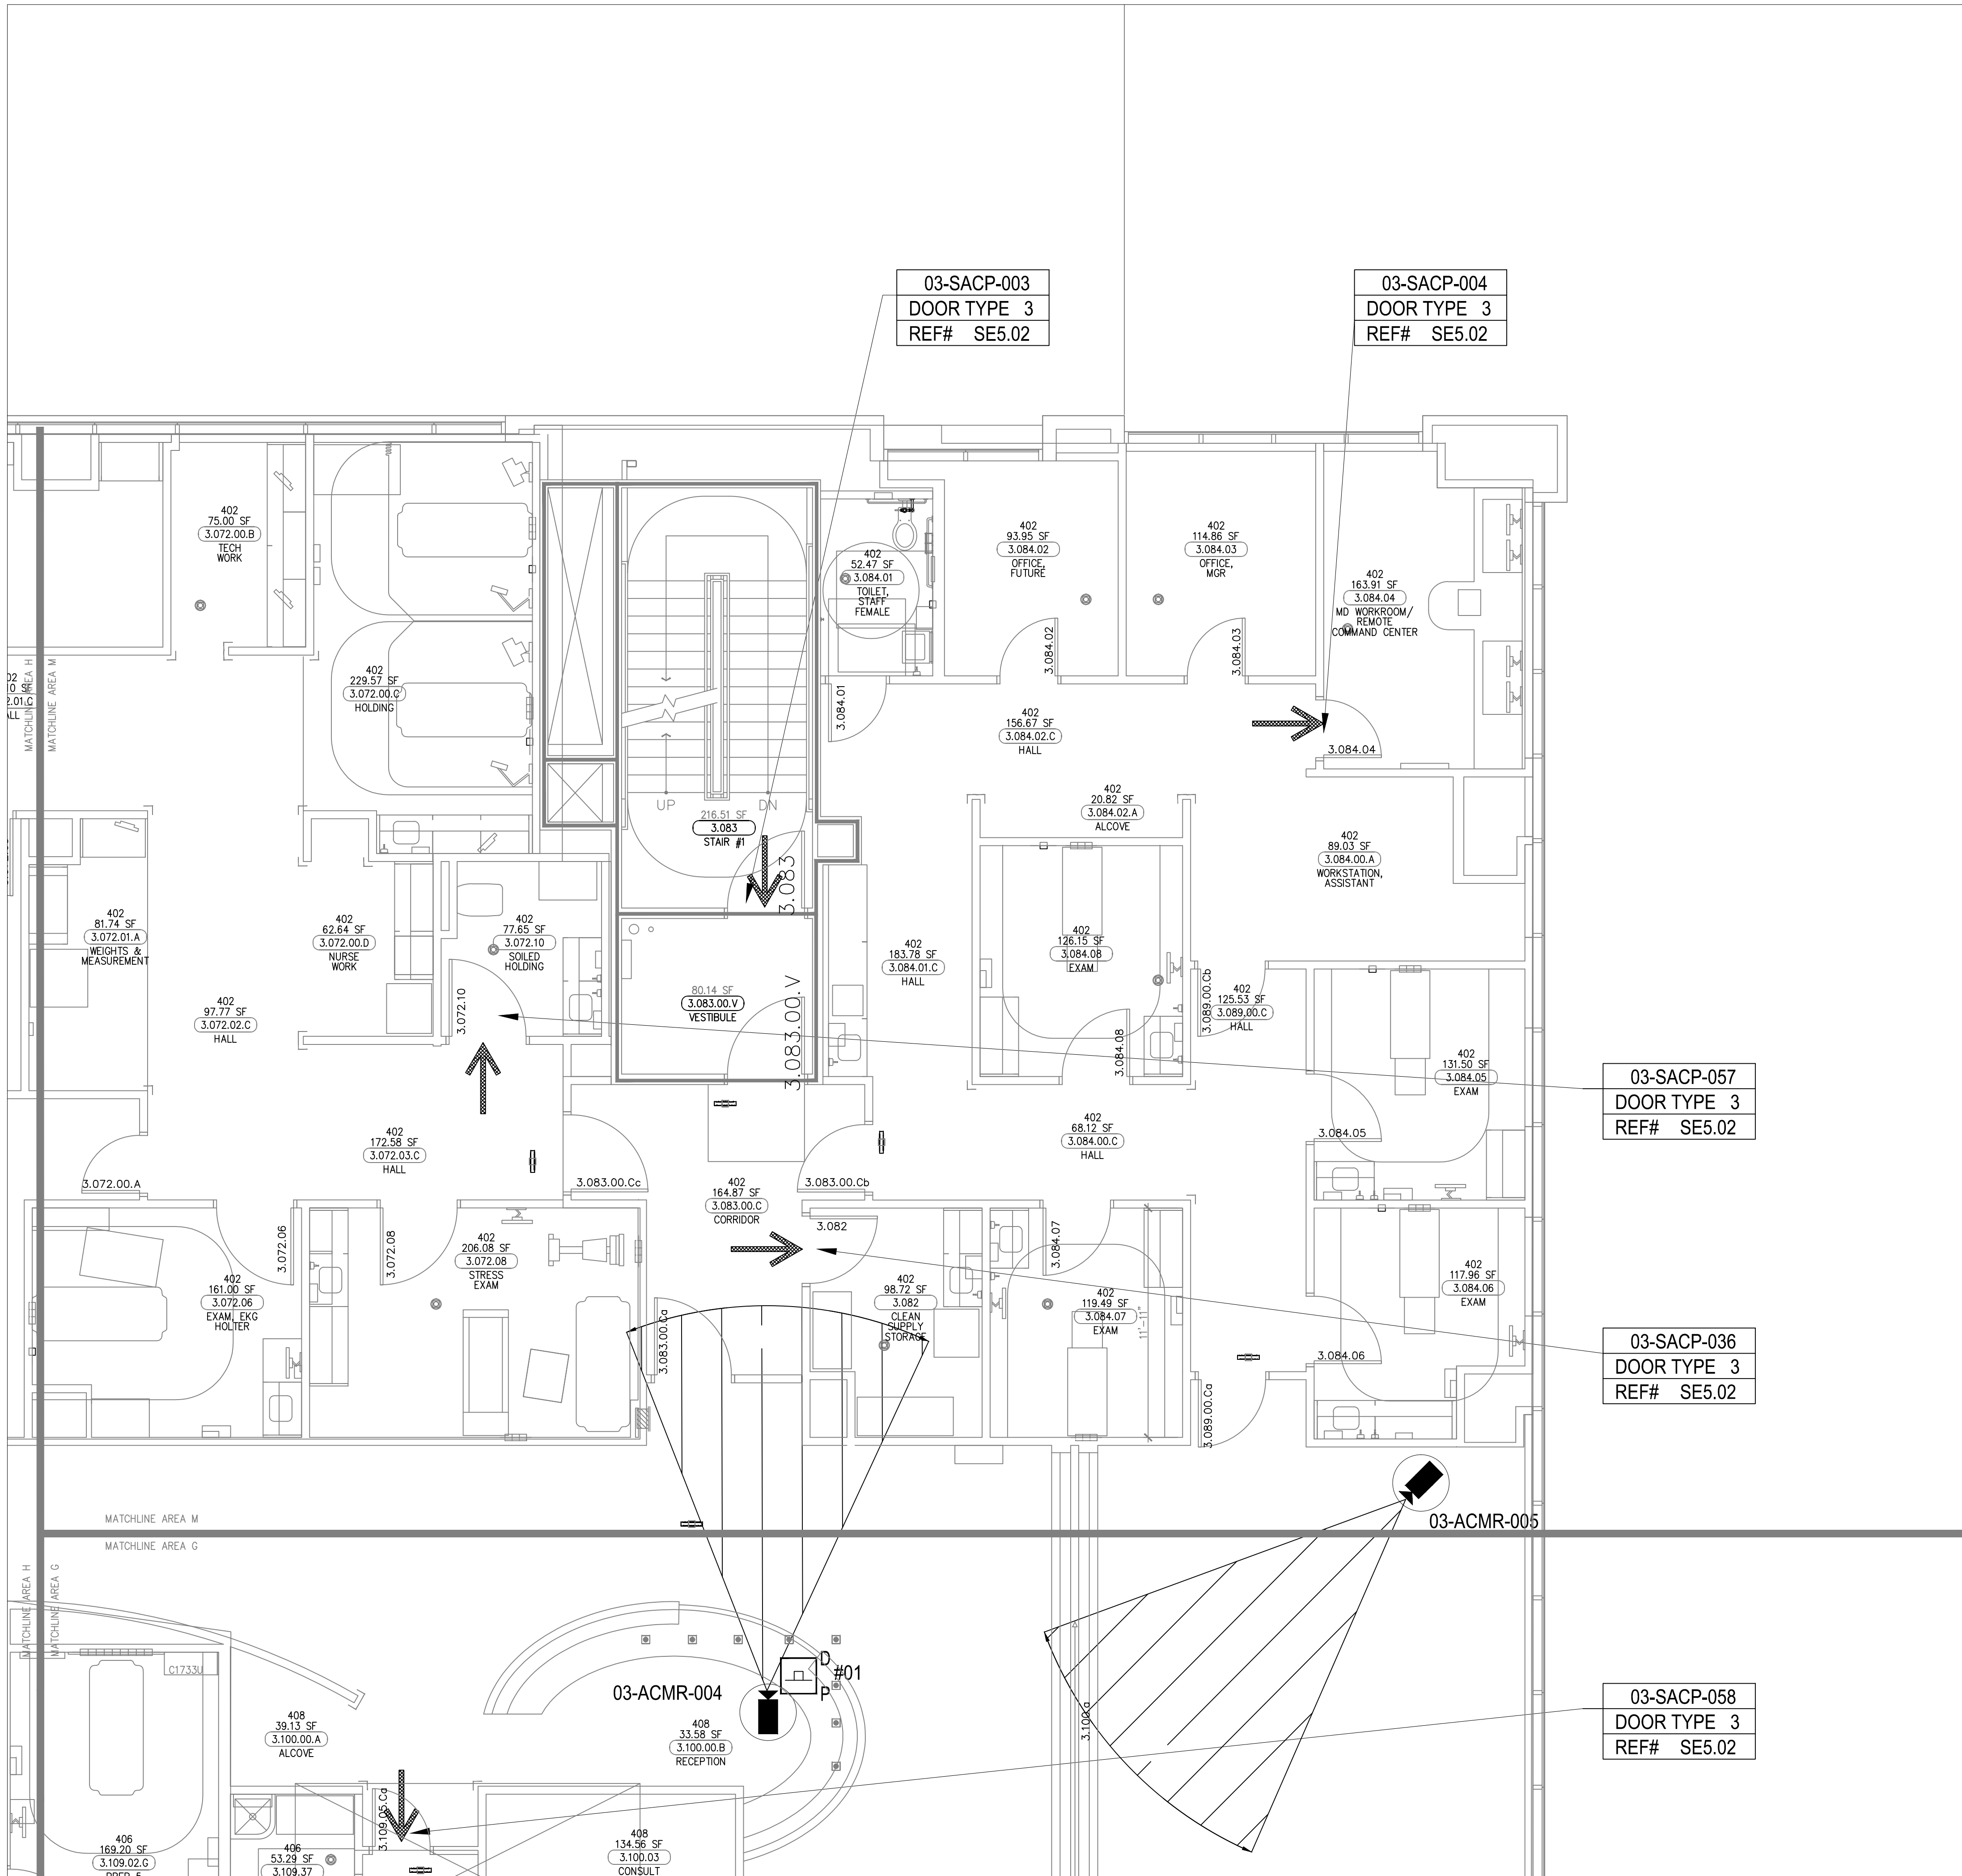 03-SACP-003
DOOR TYPE 3
REF# SE5.02
03-SACP-004
DOOR TYPE 3
REF# SE5.02
402
75.00 SF
3.072.00.B
TECH
WORK
402
229.57 SF
3.072.00.C
HOLDING
402
52.47 SF
3.084.01
TOILET,
STAFF
FEMALE
402
93.95 SF
3.084.02
OFFICE,
FUTURE
402
114.86 SF
3.084.03
OFFICE,
MGR
402
163.91 SF
3.084.04
MD WORKROOM/
REMOTE
COMMAND CENTER
3.084.02
3.084.03
3.084.01
3.084.04
MATCHLINE AREA H
MATCHLINE AREA M
402
156.67 SF
3.084.02.C
HALL
402
20.82 SF
3.084.02.A
ALCOVE
UP
DN
216.51 SF
3.083
STAIR #1
3.083
402
89.03 SF
3.084.00.A
WORKSTATION,
ASSISTANT
402
81.74 SF
3.072.01.A
WEIGHTS &
MEASUREMENT
402
62.64 SF
3.072.00.D
NURSE
WORK
402
77.65 SF
3.072.10
SOILED
HOLDING
3.072.10
80.14 SF
3.083.00.V
VESTIBULE
3.083.00.V
402
183.78 SF
3.084.01.C
HALL
402
126.15 SF
3.084.08
EXAM
3.084.08
3.089.00.Cb
402
125.53 SF
3.089.00.C
HALL
402
97.77 SF
3.072.02.C
HALL
402
131.50 SF
3.084.05
EXAM
3.084.05
03-SACP-057
DOOR TYPE 3
REF# SE5.02
402
172.58 SF
3.072.03.C
HALL
402
68.12 SF
3.084.00.C
HALL
3.072.00.A
3.083.00.Cc
402
164.87 SF
3.083.00.C
CORRIDOR
3.083.00.Cb
3.082
3.072.06
3.072.08
402
206.08 SF
3.072.08
STRESS
EXAM
402
161.00 SF
3.072.06
EXAM, EKG
HOLTER
3.083.00.Ca
402
98.72 SF
3.082
CLEAN
SUPPLY
STORAGE
3.084.07
402
119.49 SF
3.084.07
EXAM
11'-11"
402
117.96 SF
3.084.06
EXAM
3.084.06
3.089.00.Ca
03-SACP-036
DOOR TYPE 3
REF# SE5.02
MATCHLINE AREA M
MATCHLINE AREA G
03-ACMR-005
MATCHLINE AREA H
MATCHLINE AREA G
C1733U
03-ACMR-004
D
#01
P
408
39.13 SF
3.100.00.A
ALCOVE
408
33.58 SF
3.100.00.B
RECEPTION
3.100.a
03-SACP-058
DOOR TYPE 3
REF# SE5.02
3.109.05.Ca
406
169.20 SF
3.109.02.G
406
53.29 SF
3.109.37
408
134.56 SF
3.100.03
CONSULT